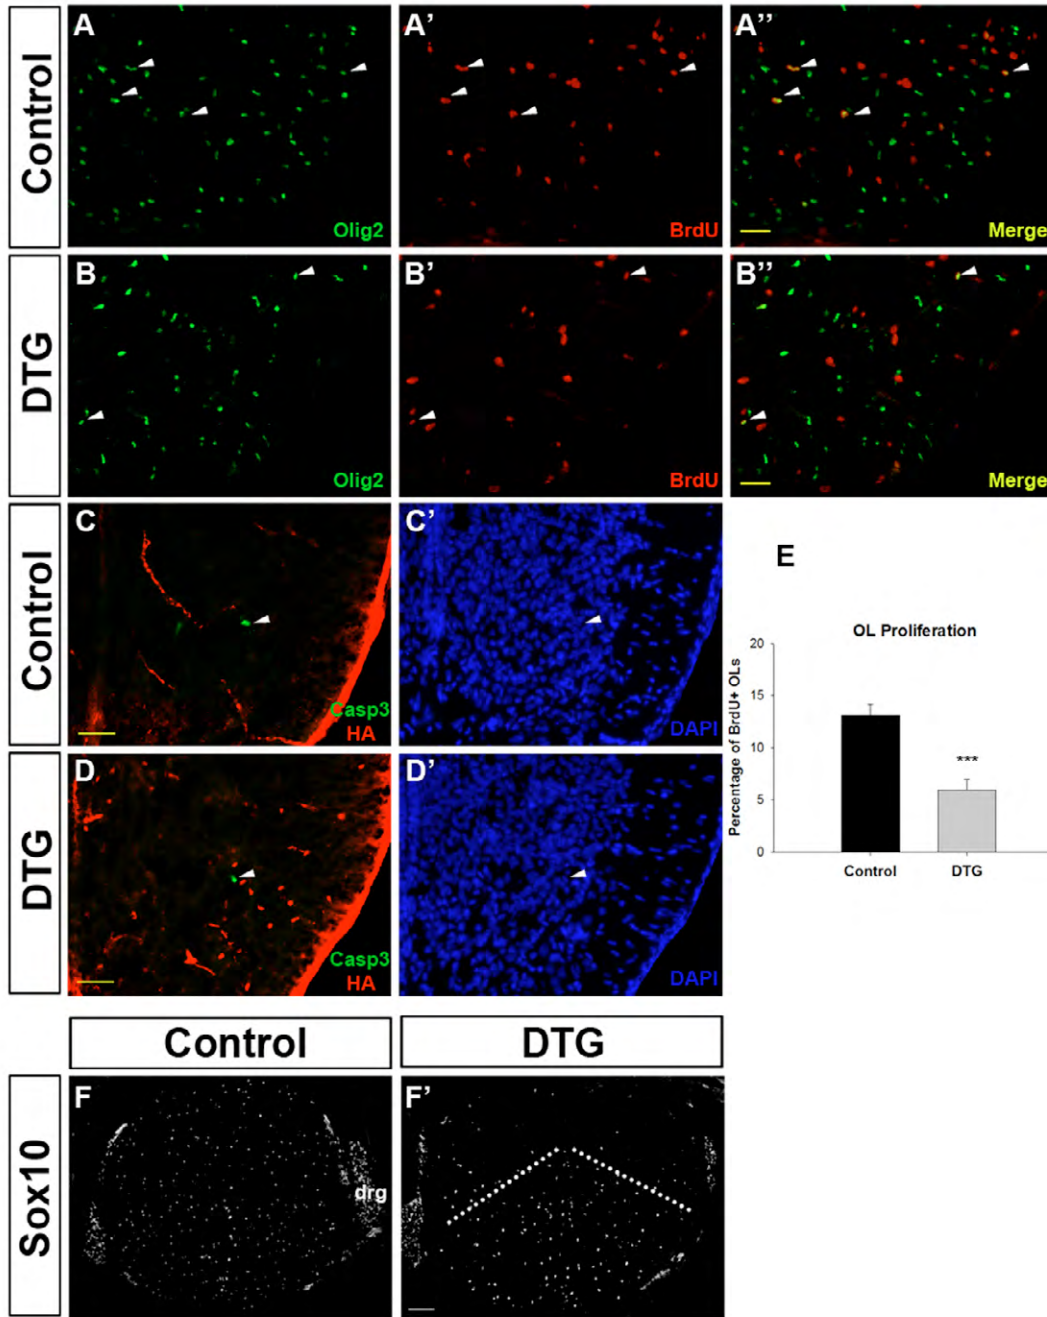 Control
A
Olig2
A'
BrdU
A''
Merge
DTG
B
Olig2
B'
BrdU
B''
Merge
Control
C
Casp3
HA
C'
DAPI
DTG
D
Casp3
HA
D'
DAPI
E
OL Proliferation
Percentage of BrdU+ OLs
20
15
10
5
0
***
Control
DTG
Control
DTG
Sox10
F
drg
F'